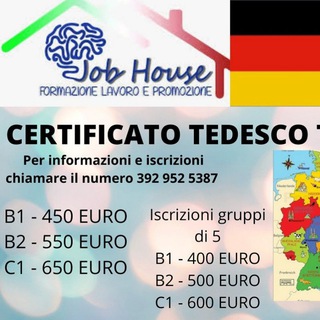 Job House
FORMAZIONE LAVORO E PROMOZIONE
CERTIFICATO TEDESCO T
Per informazioni e iscrizioni
chiamare il numero 392 952 5387
B1 - 450 EURO
B2 - 550 EURO
C1 - 650 EURO
Iscrizioni gruppi
di 5
B1 - 400 EURO
B2 - 500 EURO
C1 - 600 EURO